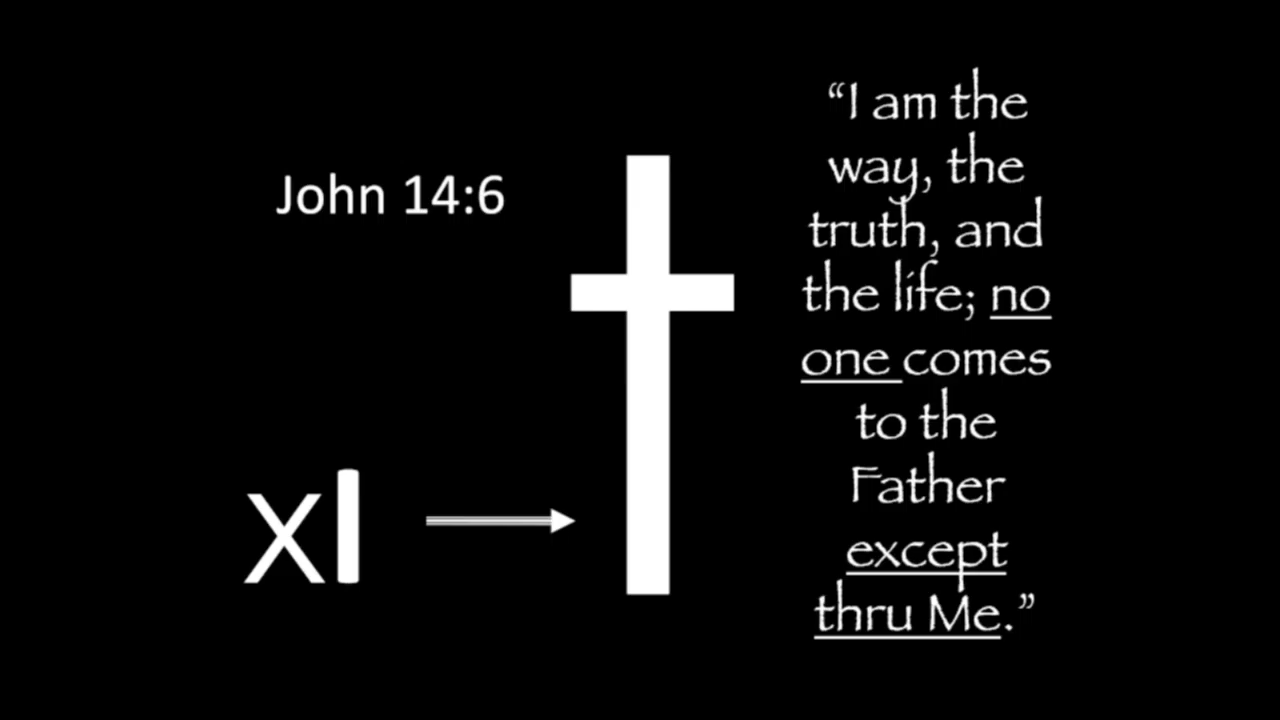 John 14:6
xl
“I am the
way, the
truth, and
the life; no
one comes
to the
Father
except
thru Me.”